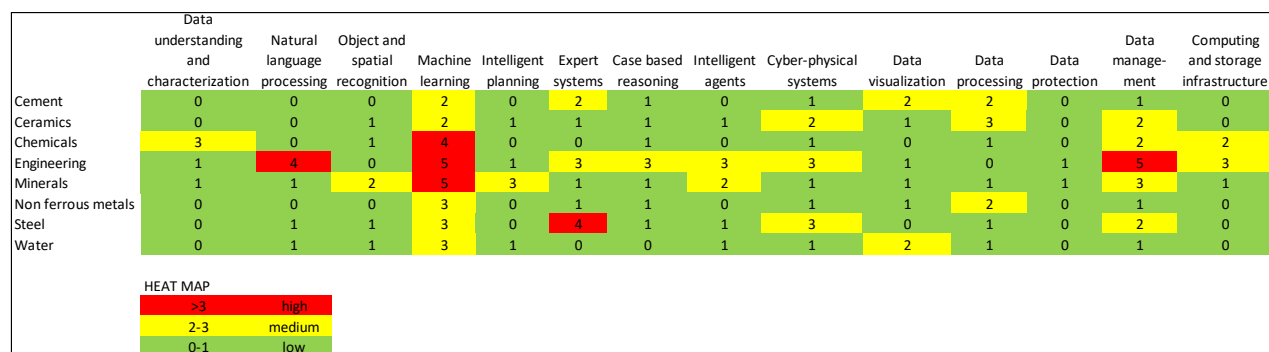 Data
understanding Natural Object and Data Computing
and language spatial Machine Intelligent Expert Case based Intelligent Cyber-physical Data Data Data manage- and storage
characterization processing recognition learning planning systems reasoning agents systems visualization processing protection ment infrastructure
Cement 0 0 0 2 0 2 1 0 1 2 2 0 1 0
Ceramics 0 0 1 2 1 1 1 1 2 1 3 0 2 0
Chemicals 3 0 1 4 0 0 1 0 1 0 1 0 2 2
Engineering 1 4 0 5 1 3 3 3 3 1 0 1 5 3
Minerals 1 1 2 5 3 1 1 2 1 1 1 1 3 1
Non ferrous metals 0 0 0 3 0 1 1 0 1 1 2 0 1 0
Steel 0 1 1 3 0 4 1 1 3 0 1 0 2 0
Water 0 1 1 3 1 0 0 1 1 2 1 0 1 0
HEAT MAP
>3 high
2-3 medium
0-1 low